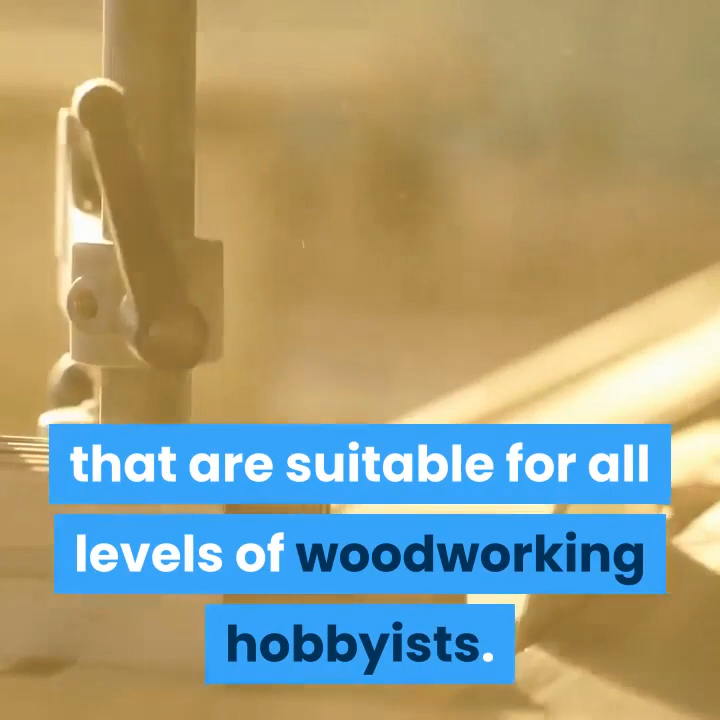 that are suitable for all
levels of woodworking
hobbyists.